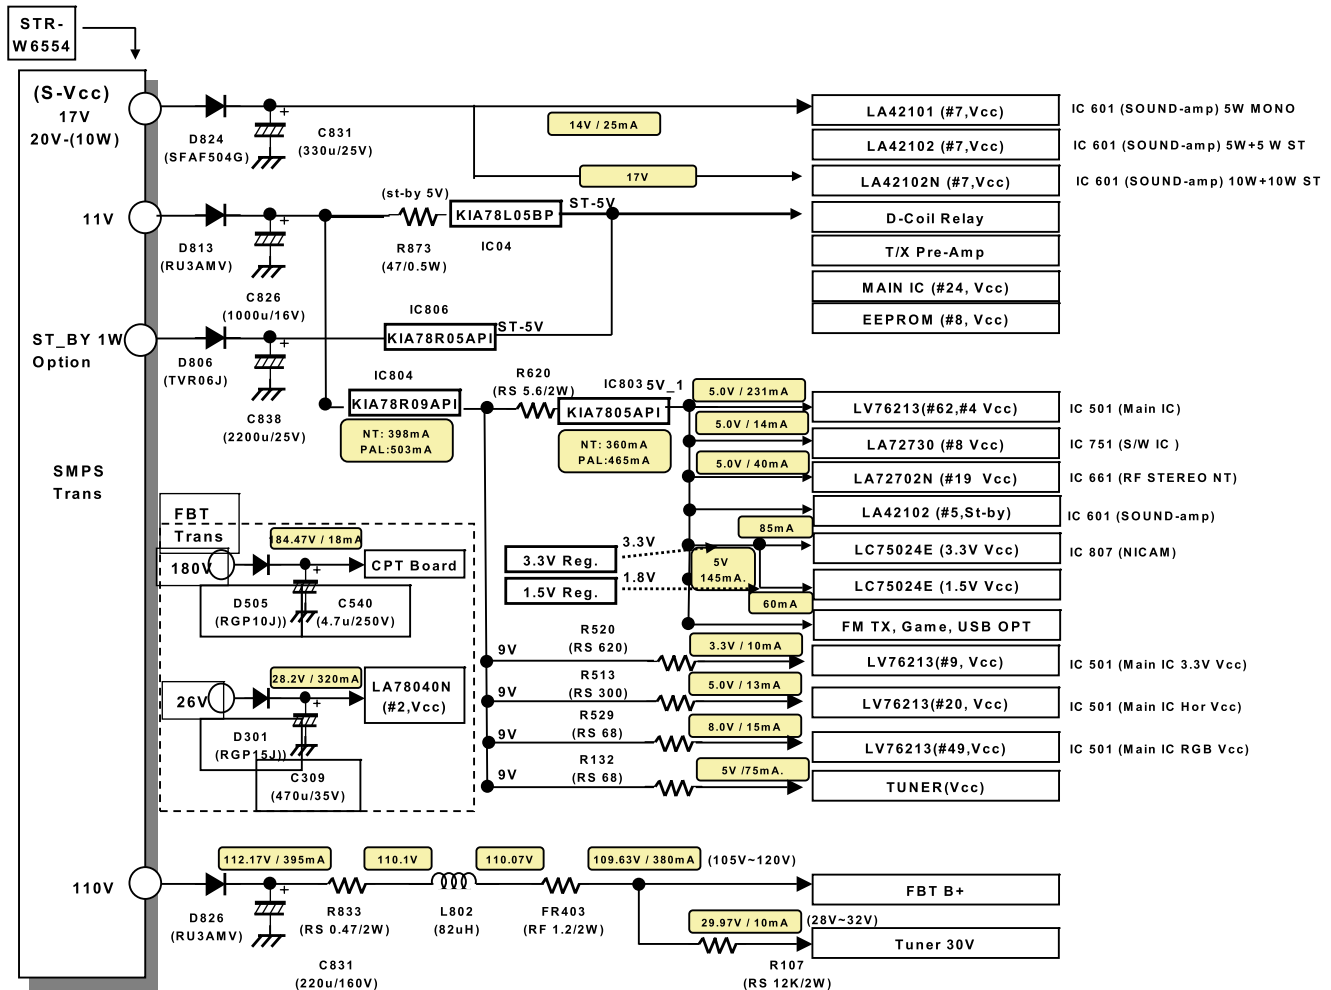 STR-
W6554
(S-Vcc)
17V
20V-(10W)
D824
(SFAF504G)
+
C831
(330u/25V)
14V / 25mA
17V
LA42101 (#7,Vcc)
IC 601 (SOUND-amp) 5W MONO
LA42102 (#7,Vcc)
IC 601 (SOUND-amp) 5W+5 W ST
LA42102N (#7,Vcc)
IC 601 (SOUND-amp) 10W+10W ST
11V
D813
(RU3AMV)
+
C826
(1000u/16V)
(st-by 5V)
R873
(47/0.5W)
KIA78L05BP
IC04
ST-5V
D-Coil Relay
T/X Pre-Amp
MAIN IC (#24, Vcc)
EEPROM (#8, Vcc)
ST_BY 1W
Option
D806
(TVR06J)
+
C838
(2200u/25V)
IC806
KIA78R05API
ST-5V
IC804
KIA78R09API
NT: 398mA
PAL:503mA
R620
(RS 5.6/2W)
IC803
5V_1
KIA7805API
NT: 360mA
PAL:465mA
5.0V / 231mA
LV76213(#62,#4 Vcc)
IC 501 (Main IC)
5.0V / 14mA
LA72730 (#8 Vcc)
IC 751 (S/W IC )
5.0V / 40mA
LA72702N (#19 Vcc)
IC 661 (RF STEREO NT)
LA42102 (#5,St-by)
IC 601 (SOUND-amp)
85mA
3.3V Reg.
3.3V
LC75024E (3.3V Vcc)
IC 807 (NICAM)
5V
145mA.
1.5V Reg.
1.8V
LC75024E (1.5V Vcc)
60mA
FM TX, Game, USB OPT
SMPS
Trans
FBT
Trans
180V
184.47V / 18mA
+
CPT Board
D505
(RGP10J))
C540
(4.7u/250V)
26V
28.2V / 320mA
+
LA78040N
(#2,Vcc)
D301
(RGP15J))
C309
(470u/35V)
9V
R520
(RS 620)
3.3V / 10mA
LV76213(#9, Vcc)
IC 501 (Main IC 3.3V Vcc)
9V
R513
(RS 300)
5.0V / 13mA
LV76213(#20, Vcc)
IC 501 (Main IC Hor Vcc)
9V
R529
(RS 68)
8.0V / 15mA
LV76213(#49,Vcc)
IC 501 (Main IC RGB Vcc)
9V
R132
(RS 68)
5V /75mA.
TUNER(Vcc)
110V
D826
(RU3AMV)
112.17V / 395mA
+
C831
(220u/160V)
R833
(RS 0.47/2W)
110.1V
L802
(82uH)
110.07V
FR403
(RF 1.2/2W)
109.63V / 380mA
(105V~120V)
FBT B+
29.97V / 10mA
(28V~32V)
R107
(RS 12K/2W)
Tuner 30V